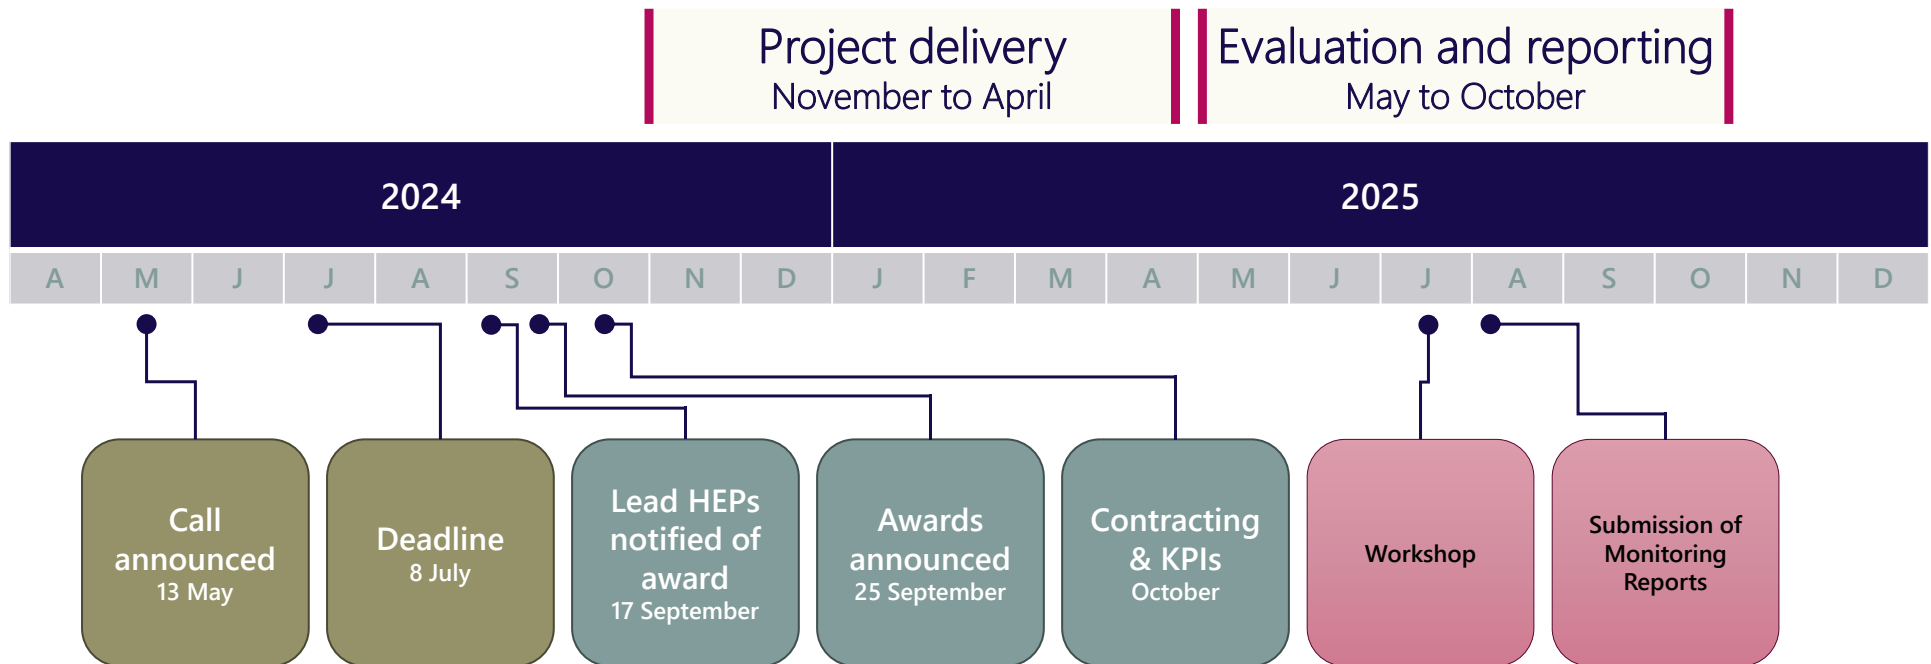 Project delivery
November to April
Evaluation and reporting
May to October
2024
2025
A M J J A S O N D J F M A M J J A S O N D
Call
announced
13 May
Deadline
8 July
Lead HEPs
notified of
award
17 September
Awards
announced
25 September
Contracting
& KPIs
October
Workshop
Submission of
Monitoring
Reports